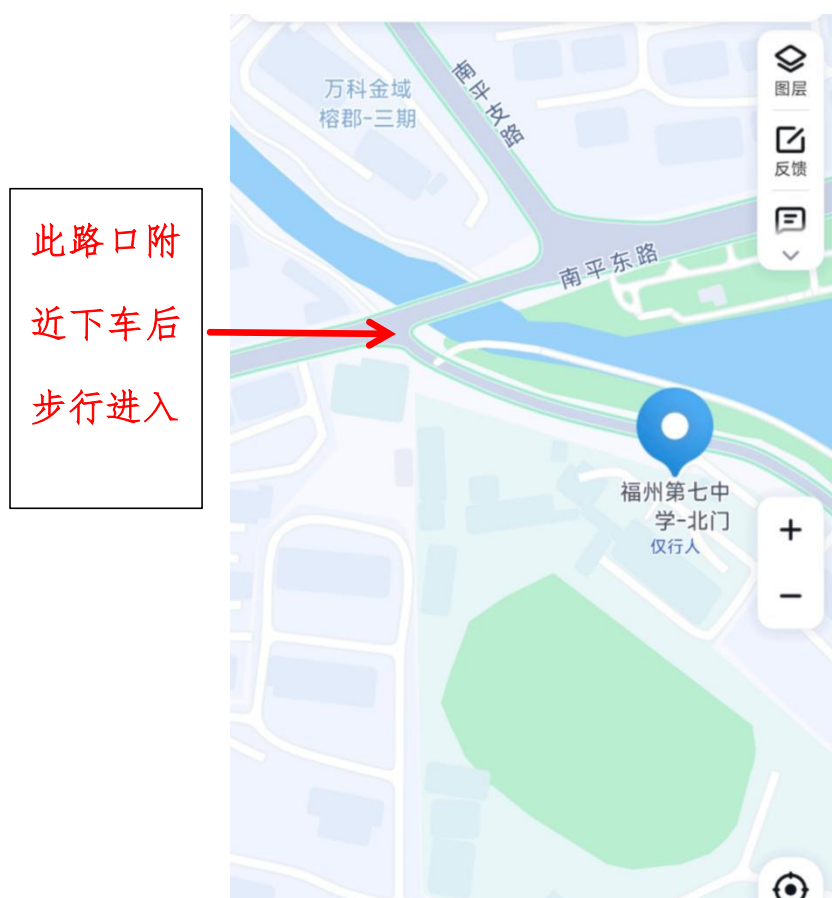 万科金域
榕郡-三期
南平支路
图层
反馈
此路口附
近下车后
步行进入
南平东路
福州第七中
学-北门
仅行人
+
−